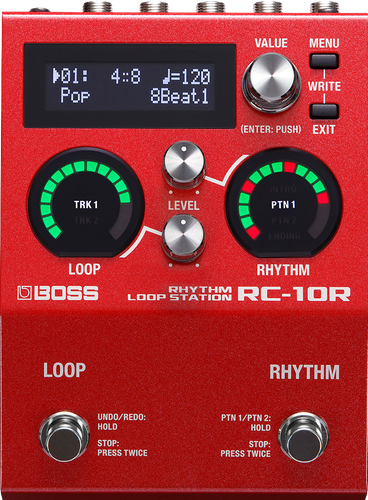 VALUE
MENU
▶01: 4::8 ♩=120
Pop 8Beat1
WRITE
(ENTER: PUSH)
EXIT
TRK 1
TRK 2
LEVEL
INTRO
PTN 1
PTN 2
ENDING
LOOP
RHYTHM
BOSS
RHYTHM
LOOP STATION
RC-10R
LOOP
RHYTHM
UNDO/REDO:
HOLD
STOP:
PRESS TWICE
PTN 1/PTN 2:
HOLD
STOP:
PRESS TWICE